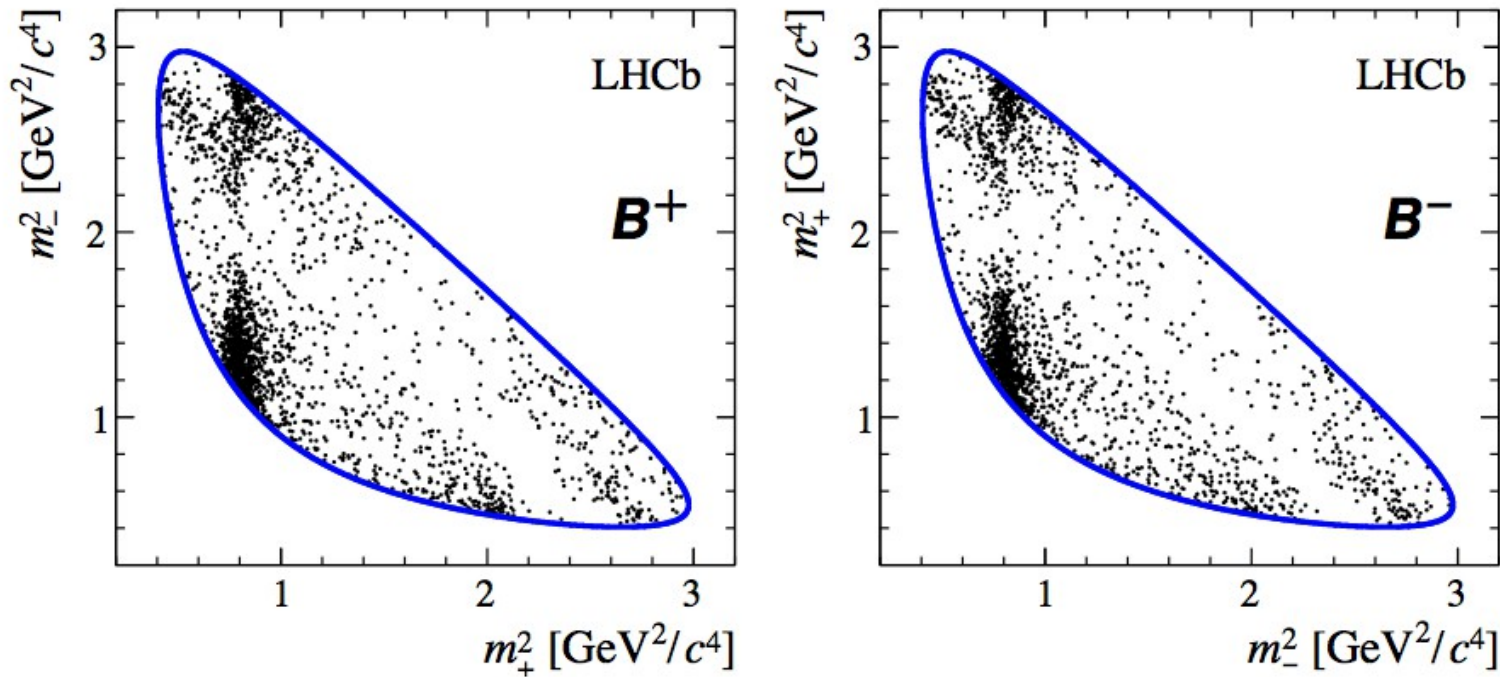 m²₋ [GeV²/c⁴]
3
2
1
LHCb
B⁺
1 2 3
m²₊ [GeV²/c⁴]
m²₊ [GeV²/c⁴]
3
2
1
LHCb
B⁻
1 2 3
m²₋ [GeV²/c⁴]